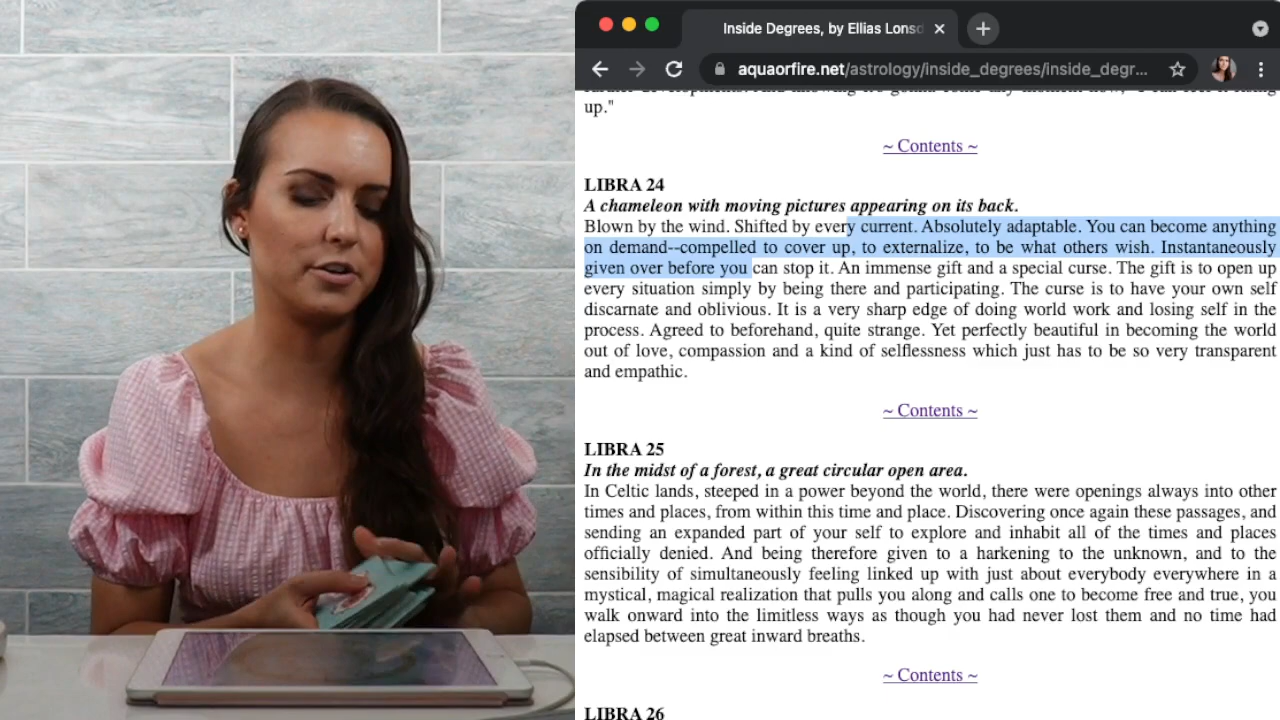 Inside Degrees, by Ellias Lonsd
aquaorfire.net/astrology/inside_degrees/inside_degr...
up."
~ Contents ~
LIBRA 24
A chameleon with moving pictures appearing on its back.
Blown by the wind. Shifted by every current. Absolutely adaptable. You can become anything
on demand--compelled to cover up, to externalize, to be what others wish. Instantaneously
given over before you can stop it. An immense gift and a special curse. The gift is to open up
every situation simply by being there and participating. The curse is to have your own self
discarnate and oblivious. It is a very sharp edge of doing world work and losing self in the
process. Agreed to beforehand, quite strange. Yet perfectly beautiful in becoming the world
out of love, compassion and a kind of selflessness which just has to be so very transparent
and empathic.
~ Contents ~
LIBRA 25
In the midst of a forest, a great circular open area.
In Celtic lands, steeped in a power beyond the world, there were openings always into other
times and places, from within this time and place. Discovering once again these passages, and
sending an expanded part of your self to explore and inhabit all of the times and places
officially denied. And being therefore given to a harkening to the unknown, and to the
sensibility of simultaneously feeling linked up with just about everybody everywhere in a
mystical, magical realization that pulls you along and calls one to become free and true, you
walk onward into the limitless ways as though you had never lost them and no time had
elapsed between great inward breaths.
~ Contents ~
LIBRA 26